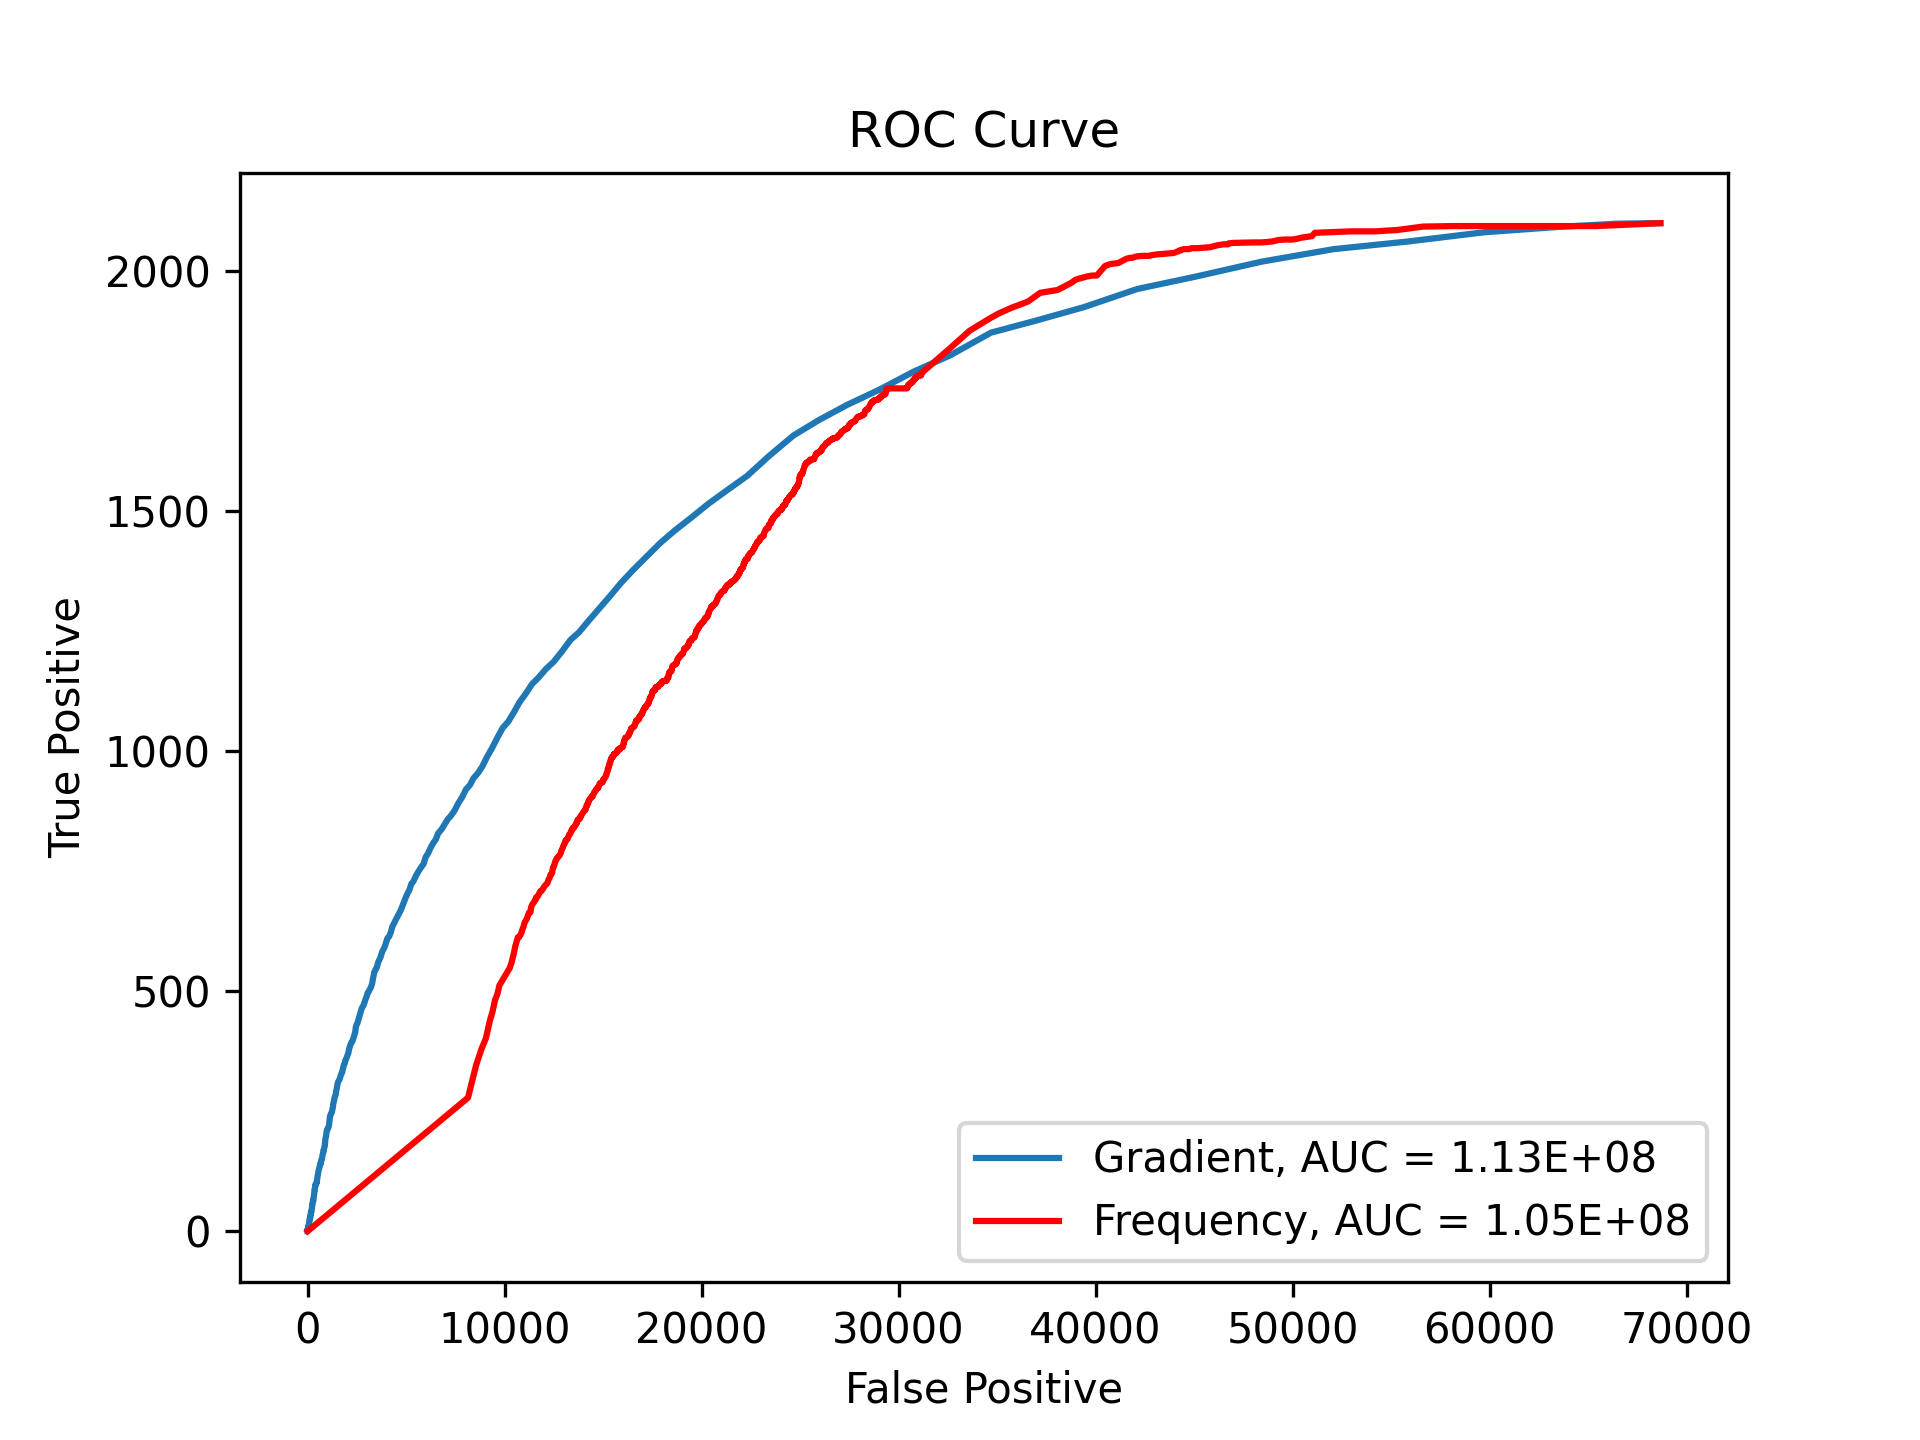 ROC Curve
True Positive
2000
1500
1000
500
0
0 10000 20000 30000 40000 50000 60000 70000
False Positive
Gradient, AUC = 1.13E+08
Frequency, AUC = 1.05E+08